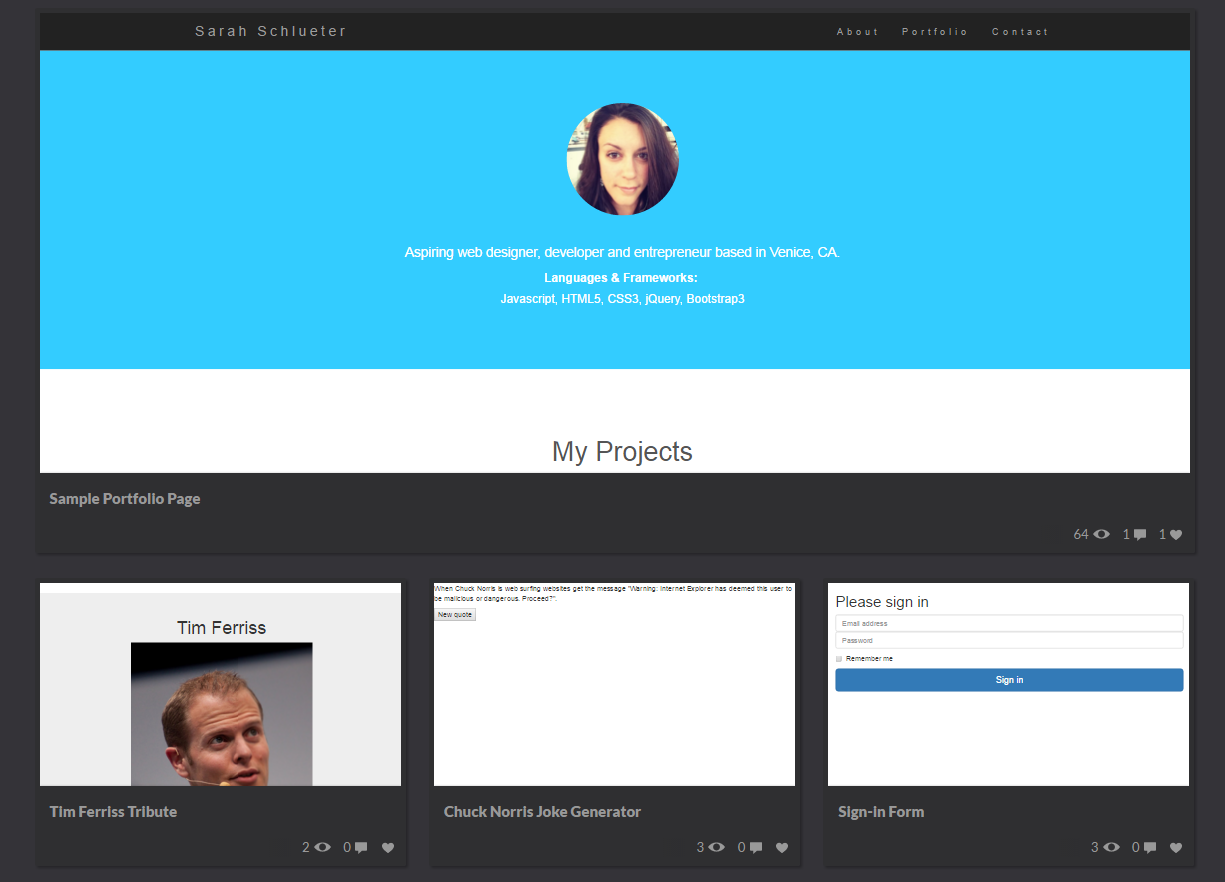 Sarah Schlueter
About Portfolio Contact
Aspiring web designer, developer and entrepreneur based in Venice, CA.
Languages & Frameworks:
Javascript, HTML5, CSS3, jQuery, Bootstrap3
My Projects
Sample Portfolio Page
64 1 1
Tim Ferriss
Tim Ferriss Tribute
2 0
When Chuck Norris is web surfing websites get the message "Warning: Internet Explorer has deemed this user to
be malicious or dangerous. Proceed?".
New quote
Chuck Norris Joke Generator
3 0
Please sign in
Email address
Password
Remember me
Sign in
Sign-in Form
3 0